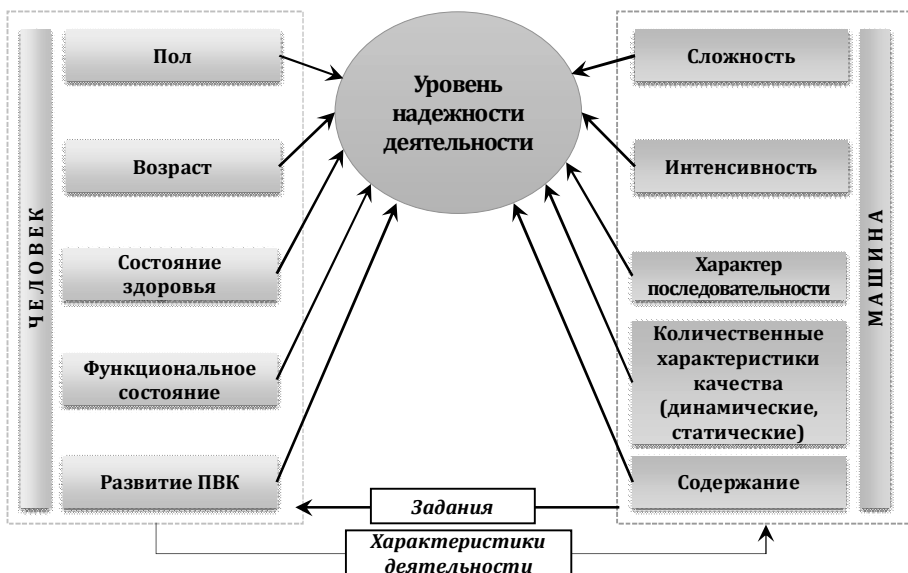 ЧЕЛОВЕК
Пол
Возраст
Состояние
здоровья
Функциональное
состояние
Развитие ПВК
Уровень
надежности
деятельности
Сложность
Интенсивность
Характер
последовательности
Количественные
характеристики
качества
(динамические,
статические)
Содержание
МАШИНА
Задания
Характеристики
деятельности